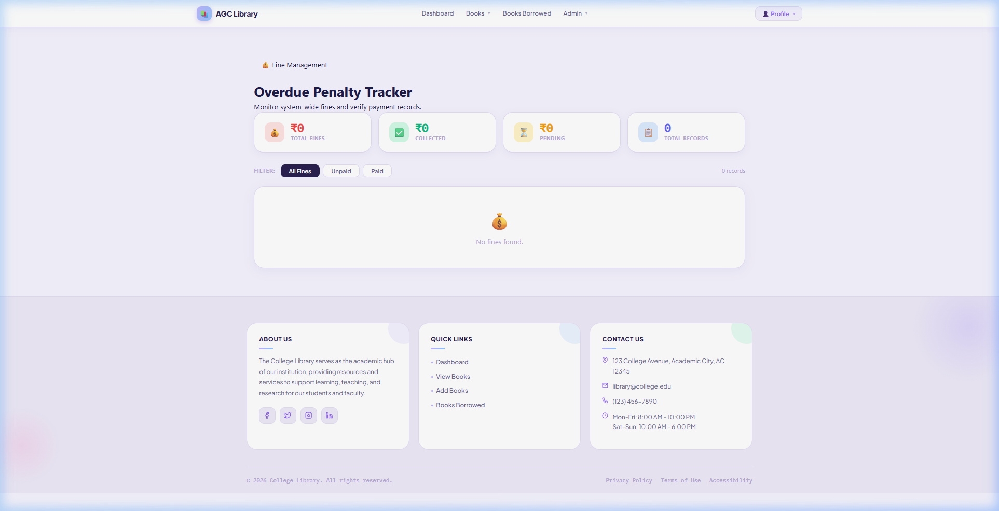 AGC Library
Dashboard
Books
Books Borrowed
Admin
Profile
Fine Management
Overdue Penalty Tracker
Monitor system-wide fines and verify payment records.
₹0
TOTAL FINES
₹0
COLLECTED
₹0
PENDING
0
TOTAL RECORDS
FILTER:
All Fines
Unpaid
Paid
0 records
No fines found.
ABOUT US
The College Library serves as the academic hub
of our institution, providing resources and
services to support learning, teaching, and
research for our students and faculty.
QUICK LINKS
• Dashboard
• View Books
• Add Books
• Books Borrowed
CONTACT US
123 College Avenue, Academic City, AC
12345
library@college.edu
(123) 456-7890
Mon-Fri: 8:00 AM - 10:00 PM
Sat-Sun: 10:00 AM - 6:00 PM
© 2026 College Library. All rights reserved.
Privacy Policy
Terms of Use
Accessibility